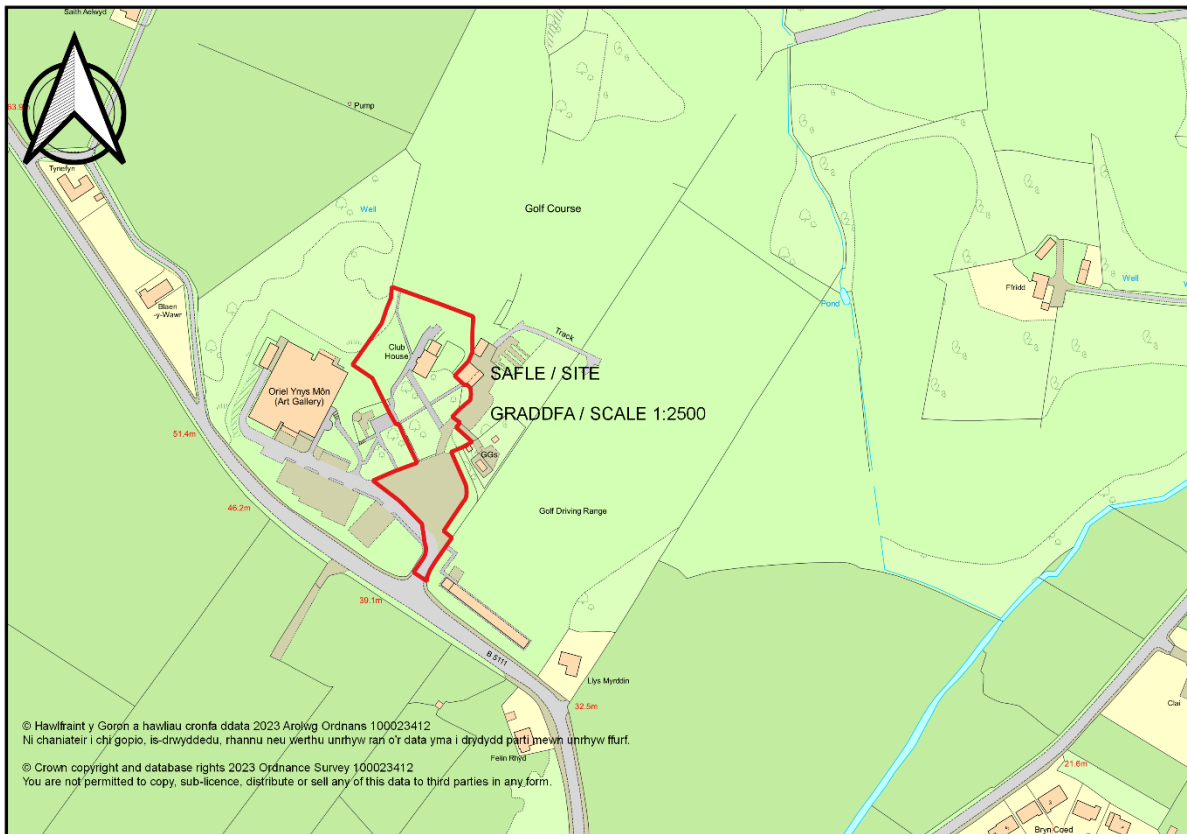 Saith Aelwyd
63.9m
Pump
Tynefyn
Well
Golf Course
Ffridd
Well
W
Blaen
-y-Wawr
Pond
Track
Club
House
SAFLE / SITE
Oriel Ynys Môn
(Art Gallery)
GRADDFA / SCALE 1:2500
51.4m
GGs
46.2m
Golf Driving Range
39.1m
B 5111
Llys Myrddin
32.5m
Clai
© Hawlfraint y Goron a hawliau cronfa ddata 2023 Arolwg Ordnans 100023412
Ni chaniateir i chi gopio, is-drwyddedu, rhannu neu werthu unrhyw ran o'r data yma i drydydd parti mewn unrhyw ffurf.
Felin Rhyd
© Crown copyright and database rights 2023 Ordnance Survey 100023412
You are not permitted to copy, sub-licence, distribute or sell any of this data to third parties in any form.
21.6m
Bryn Coed